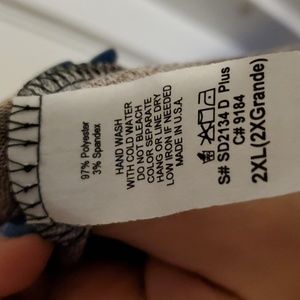 97% Polyester
3% Spandex
HAND WASH
WITH COLD WATER
DO NOT BLEACH
COLOR SEPARATE
HANG OR LINE DRY
LOW IRON IF NEEDED
MADE IN U.S.A.
S# SD2134 D Plus
C# 9184
2XL(2XGrande)